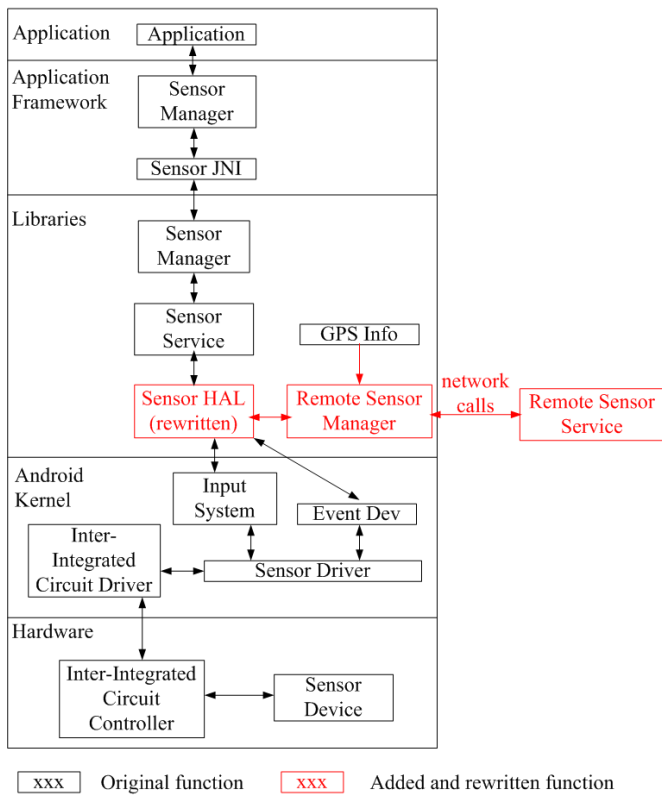 Application
Application
Application
Framework
Sensor
Manager
Sensor JNI
Libraries
Sensor
Manager
Sensor
Service
GPS Info
Sensor HAL
(rewritten)
Remote Sensor
Manager
network
calls
Remote Sensor
Service
Android
Kernel
Input
System
Event Dev
Inter-
Integrated
Circuit Driver
Sensor Driver
Hardware
Inter-Integrated
Circuit
Controller
Sensor
Device
xxx Original function xxx Added and rewritten function